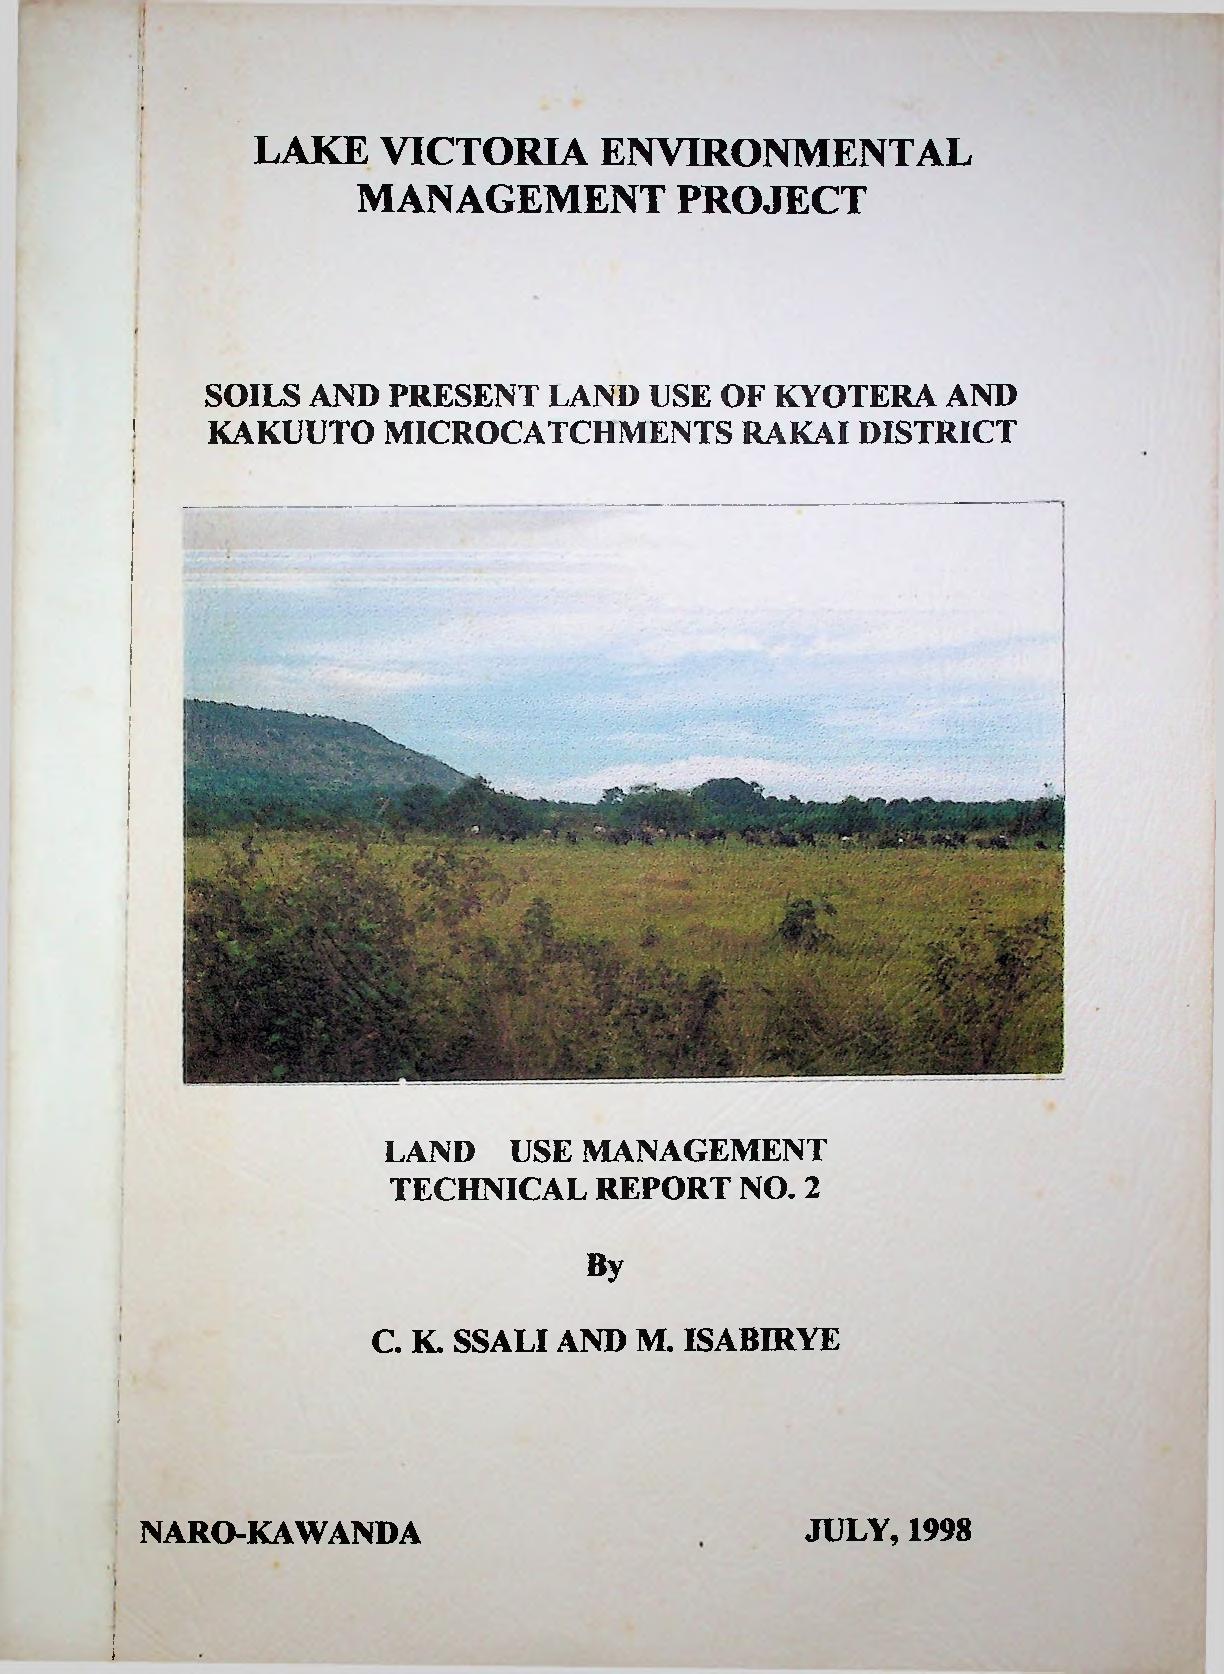 LAKE VICTORIA ENVIRONMENTAL
MANAGEMENT PROJECT
SOILS AND PRESENT LAND USE OF KYOTERA AND
KAKUUTO MICROCATCHMENTS RAKAI DISTRICT
LAND USE MANAGEMENT
TECHNICAL REPORT NO. 2
By
C. K. SSALI AND M. ISABIRYE
NARO-KAWANDA JULY, 1998